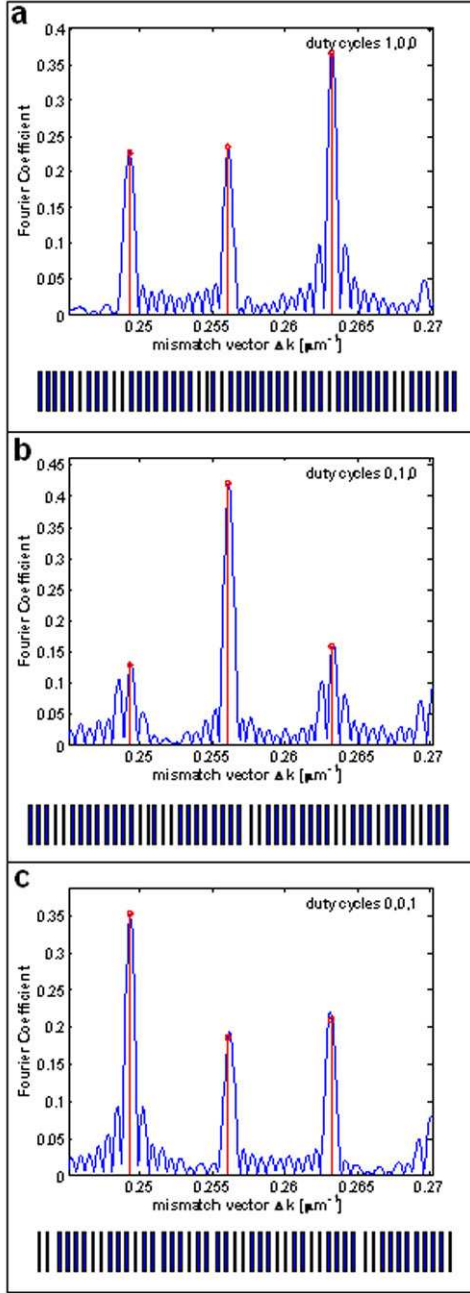 a
duty cycles 1,0,0
0.4
0.35
0.3
0.25
0.2
0.15
0.1
0.05
0
Fourier Coefficient
0.25 0.255 0.26 0.265 0.27
mismatch vector Δk [μm⁻¹]
b
duty cycles 0,1,0
0.45
0.4
0.35
0.3
0.25
0.2
0.15
0.1
0.05
0
Fourier Coefficient
0.25 0.255 0.26 0.265 0.27
mismatch vector Δk [μm⁻¹]
c
duty cycles 0,0,1
0.35
0.3
0.25
0.2
0.15
0.1
0.05
0
Fourier Coefficient
0.25 0.255 0.26 0.265 0.27
mismatch vector Δk [μm⁻¹]